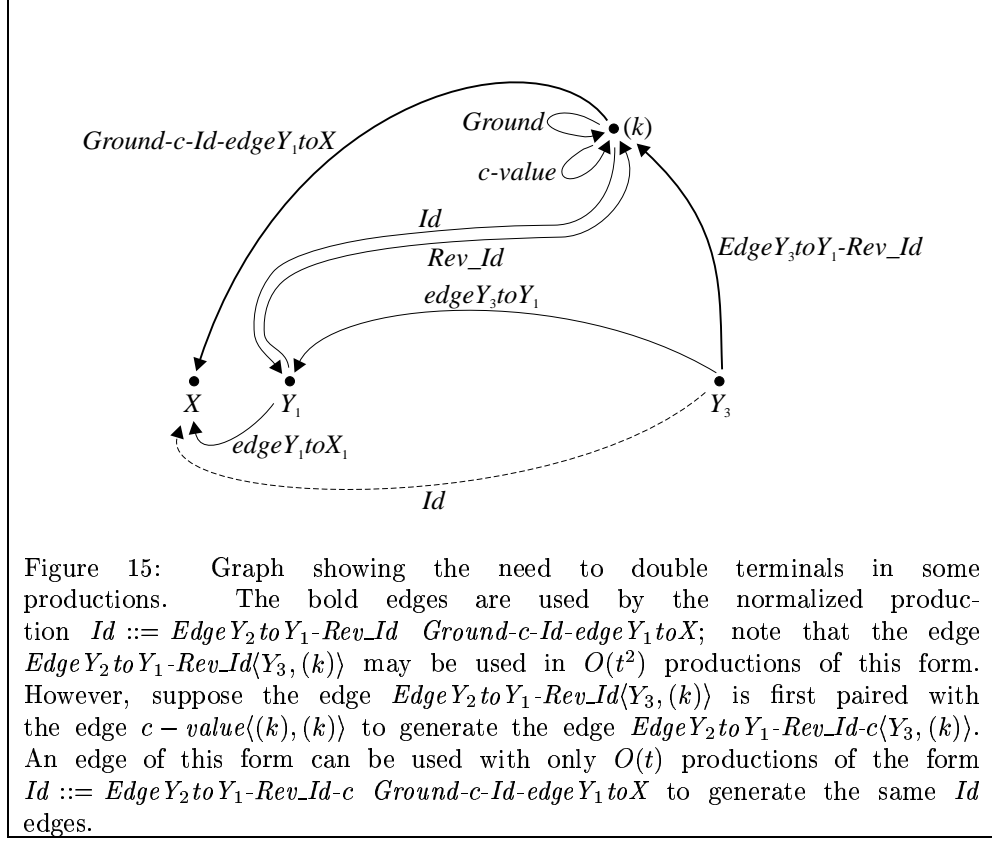 Ground
(k)
Ground-c-Id-edgeY₁toX
c-value
Id
Rev_Id
EdgeY₃toY₁-Rev_Id
edgeY₃toY₁
X
Y₁
Y₃
edgeY₁toX₁
Id
Figure 15: Graph showing the need to double terminals in some
productions. The bold edges are used by the normalized produc-
tion Id ::= EdgeY₂toY₁-Rev_Id Ground-c-Id-edgeY₁toX; note that the edge
EdgeY₂toY₁-Rev_Id⟨Y₃, (k)⟩ may be used in O(t²) productions of this form.
However, suppose the edge EdgeY₂toY₁-Rev_Id⟨Y₃, (k)⟩ is first paired with
the edge c − value⟨(k), (k)⟩ to generate the edge EdgeY₂toY₁-Rev_Id-c⟨Y₃, (k)⟩.
An edge of this form can be used with only O(t) productions of the form
Id ::= EdgeY₂toY₁-Rev_Id-c Ground-c-Id-edgeY₁toX to generate the same Id
edges.